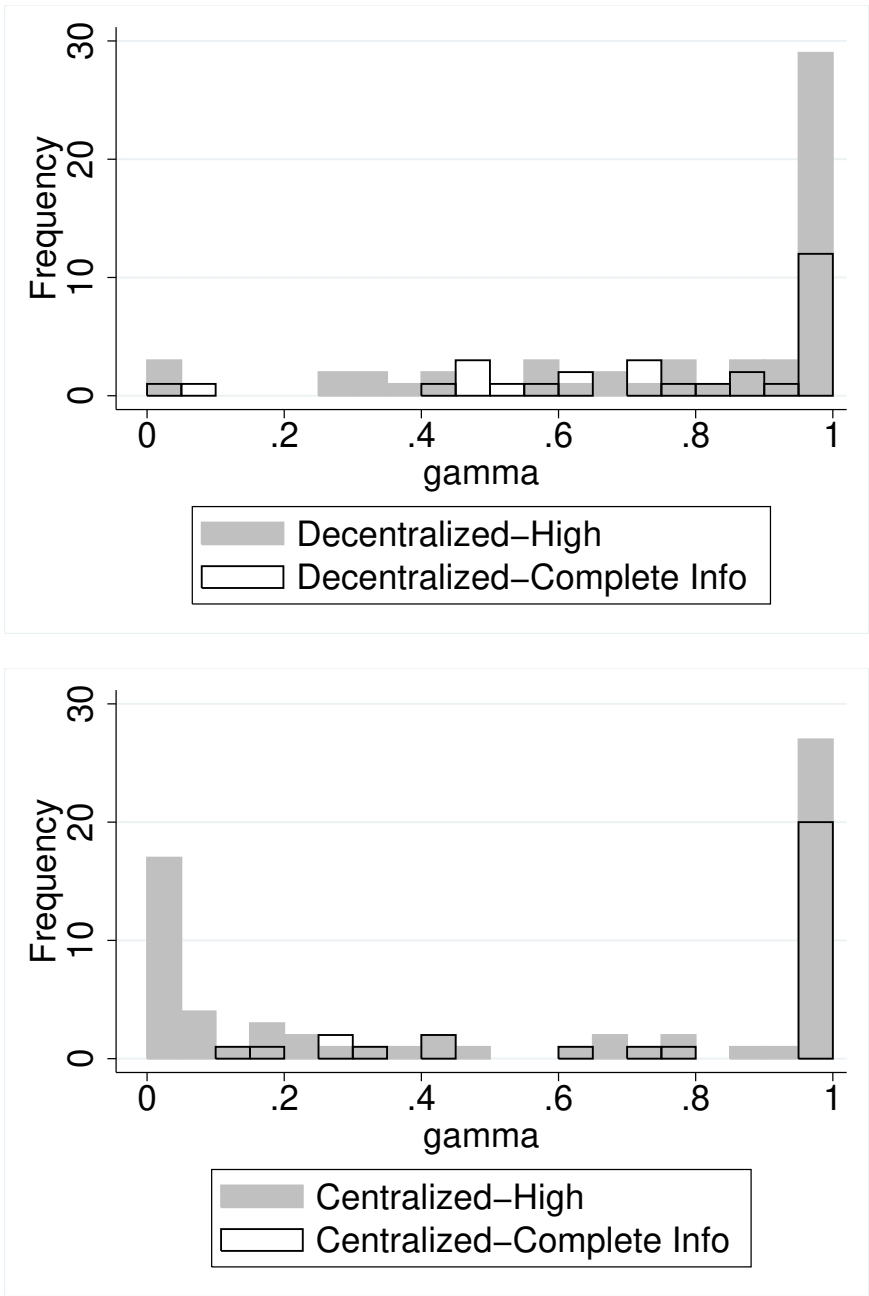 Frequency
30
20
10
0
0 .2 .4 .6 .8 1
gamma
Decentralized−High
Decentralized−Complete Info
Frequency
30
20
10
0
0 .2 .4 .6 .8 1
gamma
Centralized−High
Centralized−Complete Info